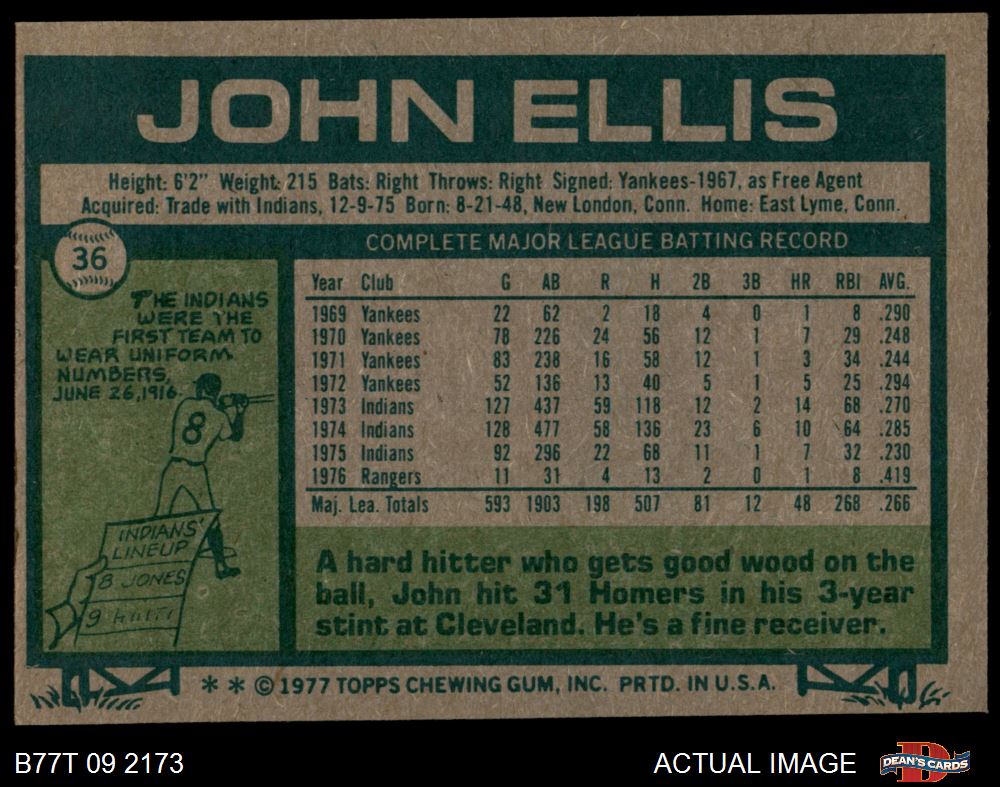 JOHN ELLIS
Height: 6'2" Weight: 215 Bats: Right Throws: Right Signed: Yankees-1967, as Free Agent
Acquired: Trade with Indians, 12-9-75 Born: 8-21-48, New London, Conn. Home: East Lyme, Conn.
36
THE INDIANS
WERE THE
FIRST TEAM TO
WEAR UNIFORM
NUMBERS,
JUNE 26, 1916.
8
INDIANS'
LINEUP
8 JONES
9
COMPLETE MAJOR LEAGUE BATTING RECORD
Year Club G AB R H 2B 3B HR RBI AVG.
1969 Yankees 22 62 2 18 4 0 1 8 .290
1970 Yankees 78 226 24 56 12 1 7 29 .248
1971 Yankees 83 238 16 58 12 1 3 34 .244
1972 Yankees 52 136 13 40 5 1 5 25 .294
1973 Indians 127 437 59 118 12 2 14 68 .270
1974 Indians 128 477 58 136 23 6 10 64 .285
1975 Indians 92 296 22 68 11 1 7 32 .230
1976 Rangers 11 31 4 13 2 0 1 8 .419
Maj. Lea. Totals 593 1903 198 507 81 12 48 268 .266
A hard hitter who gets good wood on the
ball, John hit 31 Homers in his 3-year
stint at Cleveland. He's a fine receiver.
* * © 1977 TOPPS CHEWING GUM, INC. PRTD. IN U.S.A.
B77T 09 2173
ACTUAL IMAGE
D
DEAN'S CARDS